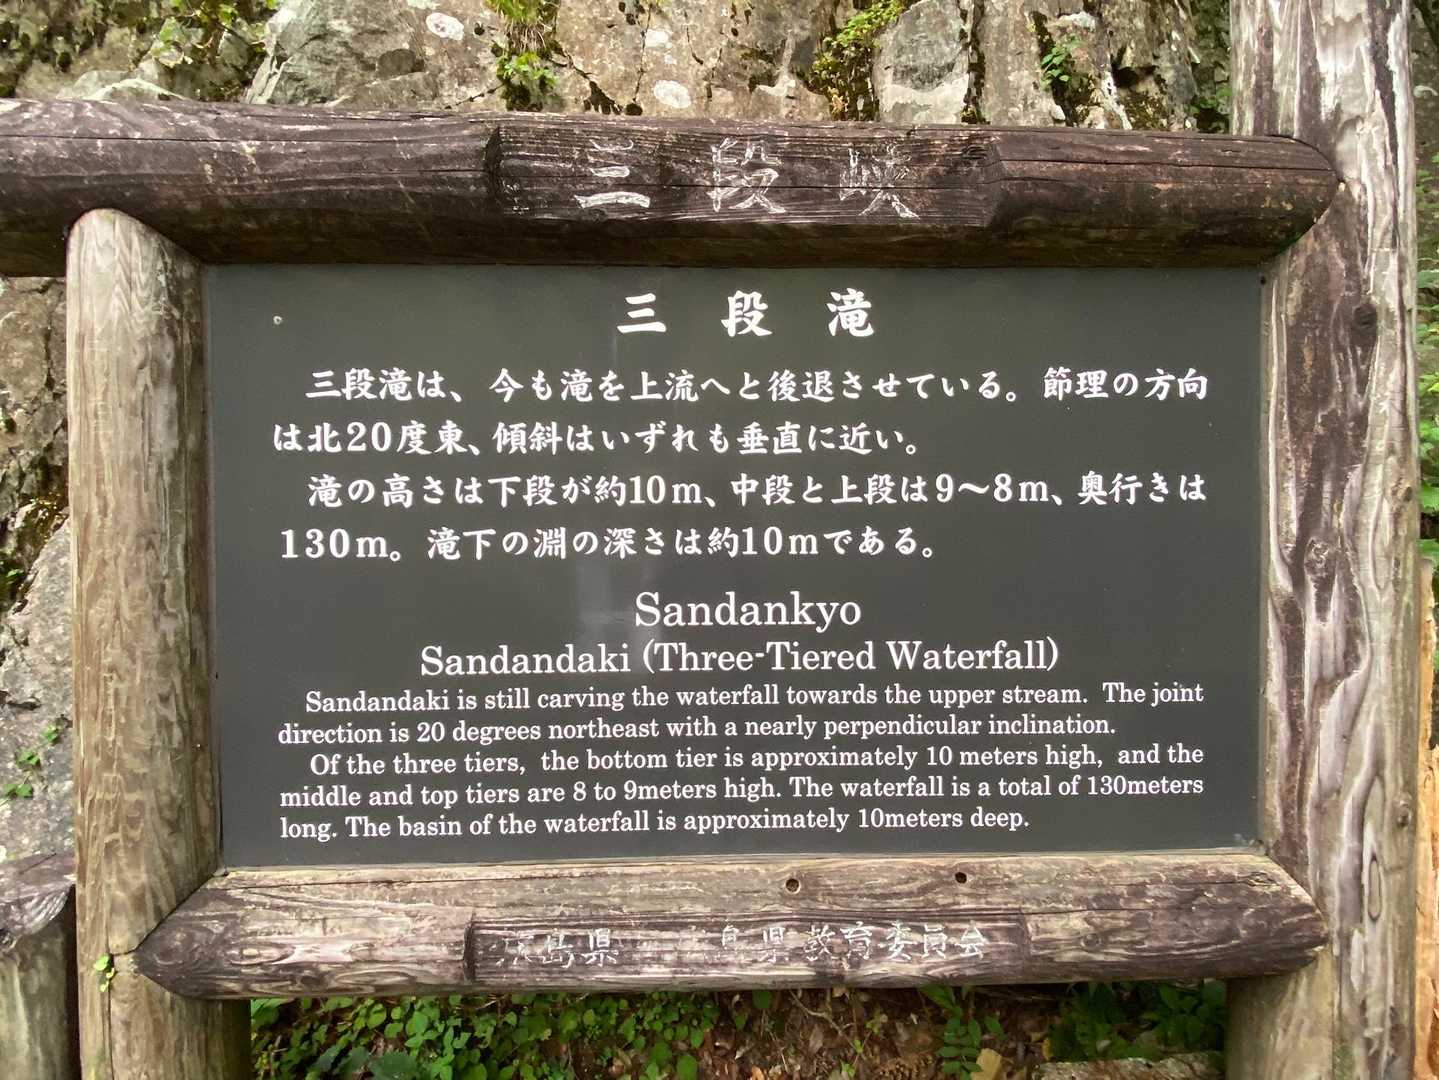 三段峡
三段滝
三段滝は、今も滝を上流へと後退させている。節理の方向
は北20度東、傾斜はいずれも垂直に近い。
滝の高さは下段が約10m、中段と上段は9〜8m、奥行きは
130m。滝下の淵の深さは約10mである。
Sandankyo
Sandandaki (Three-Tiered Waterfall)
Sandandaki is still carving the waterfall towards the upper stream. The joint
direction is 20 degrees northeast with a nearly perpendicular inclination.
Of the three tiers, the bottom tier is approximately 10 meters high, and the
middle and top tiers are 8 to 9meters high. The waterfall is a total of 130meters
long. The basin of the waterfall is approximately 10meters deep.
島県 島県教育委員会